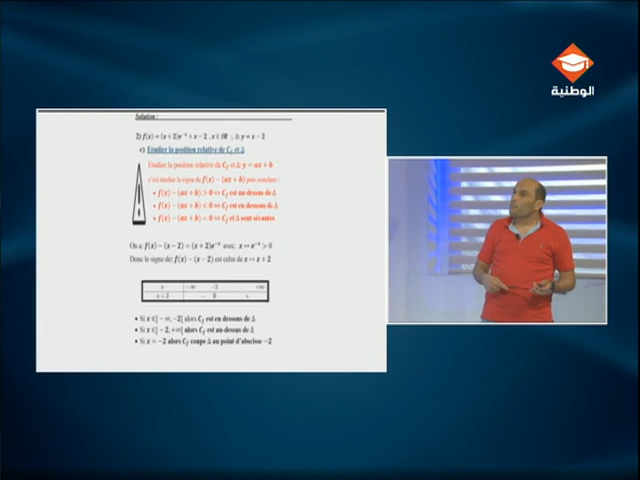 الوطنية
Solution :
2) f(x) = (x+2)e⁻ˣ + x − 2 , x ∈ IR ; Δ: y = x − 2
c) Etudier la position relative de C_f et Δ
Etudier la position relative de C_f et Δ: y = ax + b
c'est étudier le signe de f(x) − (ax + b) puis conclure :
• f(x) − (ax + b) > 0 ⇔ C_f est au-dessus de Δ
• f(x) − (ax + b) < 0 ⇔ C_f est en dessous de Δ
• f(x) − (ax + b) = 0 ⇔ C_f et Δ sont sécantes
On a: f(x) − (x − 2) = (x + 2)e⁻ˣ avec: x ↦ e⁻ˣ > 0
Donc le signe de: f(x) − (x − 2) est celui de x ↦ x + 2
x −∞ −2 +∞
x + 2 − 0 +
• Si x ∈ ]−∞, −2[ alors C_f est en dessous de Δ
• Si x ∈ ]−2, +∞[ alors C_f est au-dessus de Δ
• Si x = −2 alors C_f coupe Δ au point d'abscisse −2